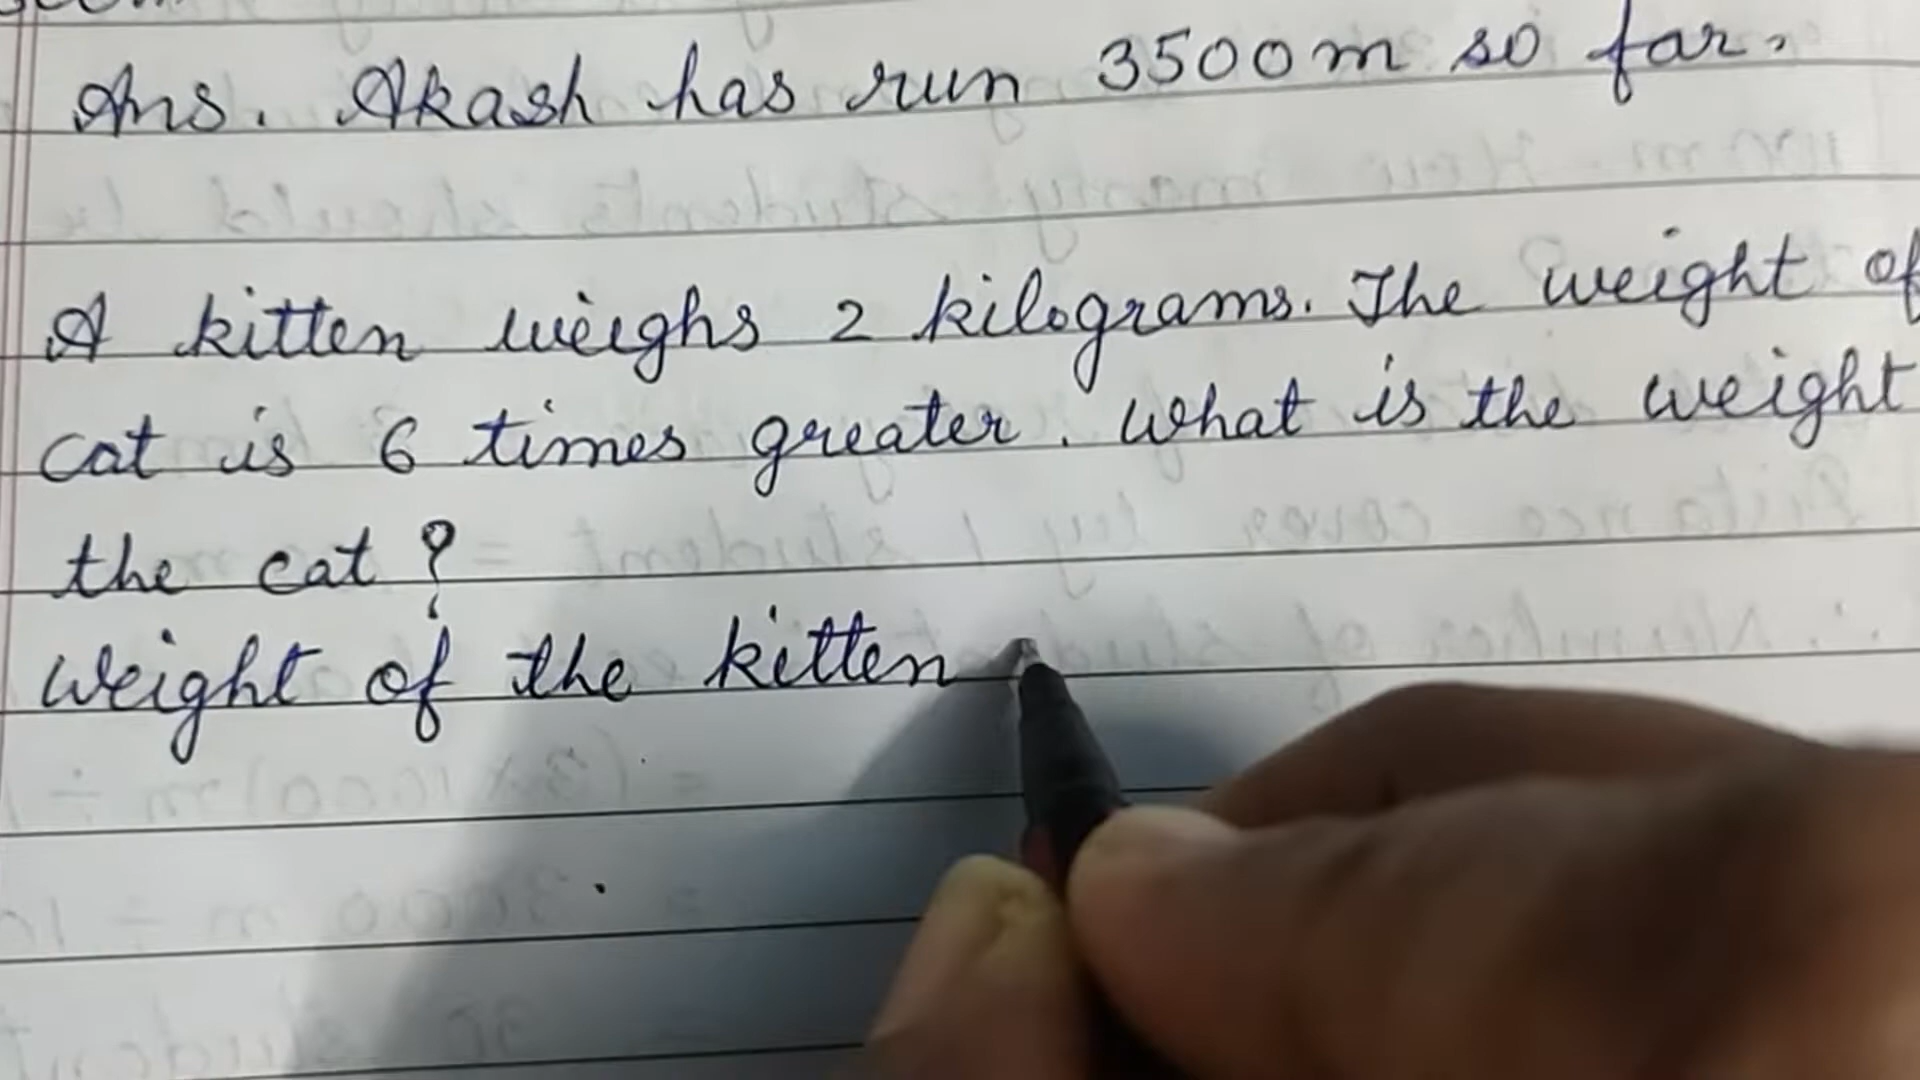 Ans. Akash has run 3500m so far.
A kitten weighs 2 kilograms. The weight of
cat is 6 times greater. What is the weight
the cat?
Weight of the kitten